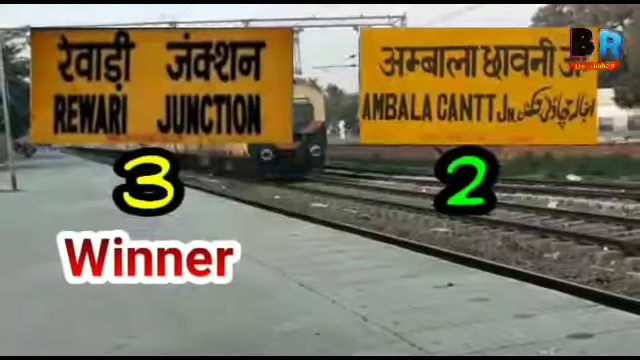 रेवाड़ी जंक्शन
REWARI JUNCTION
अम्बाला छावनी
AMBALA CANTT J.N.
BR
3
2
Winner